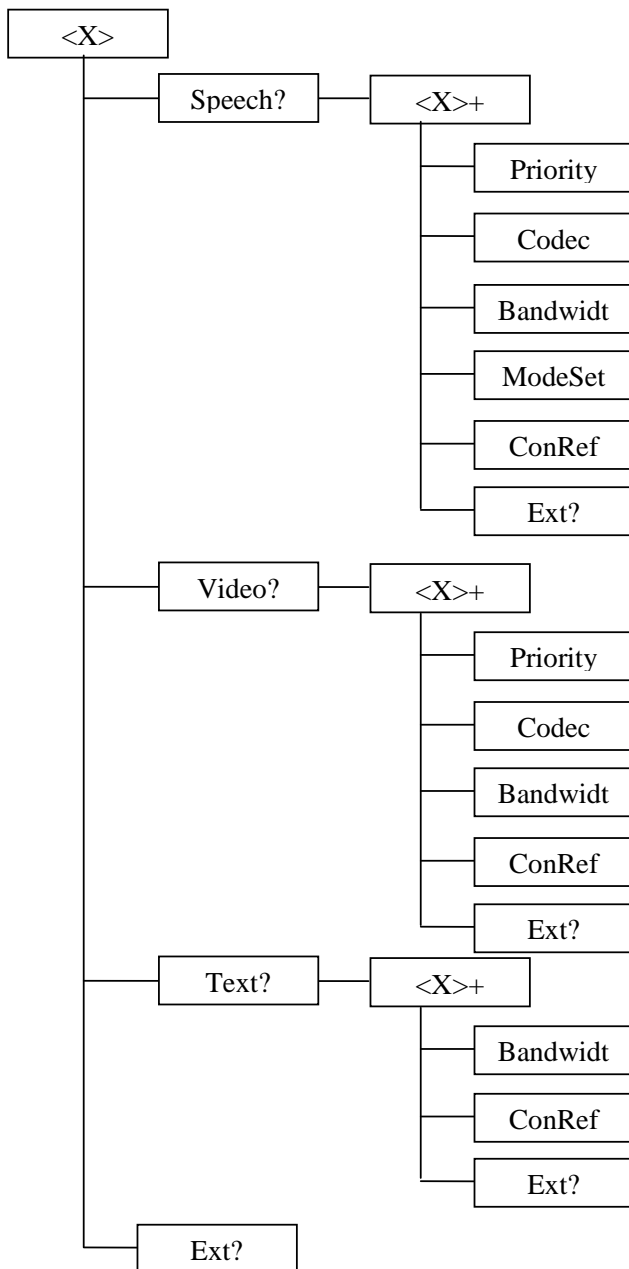 <X>
Speech?
<X>+
Priority
Codec
Bandwidt
ModeSet
ConRef
Ext?
Video?
<X>+
Priority
Codec
Bandwidt
ConRef
Ext?
Text?
<X>+
Bandwidt
ConRef
Ext?
Ext?